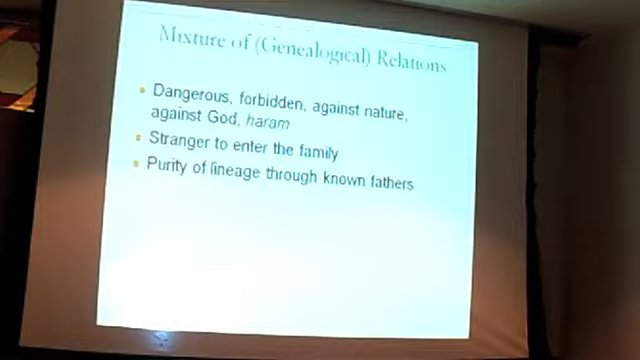 Mixture of (Genealogical) Relations
Dangerous, forbidden, against nature,
against God, haram
Stranger to enter the family
Purity of lineage through known fathers